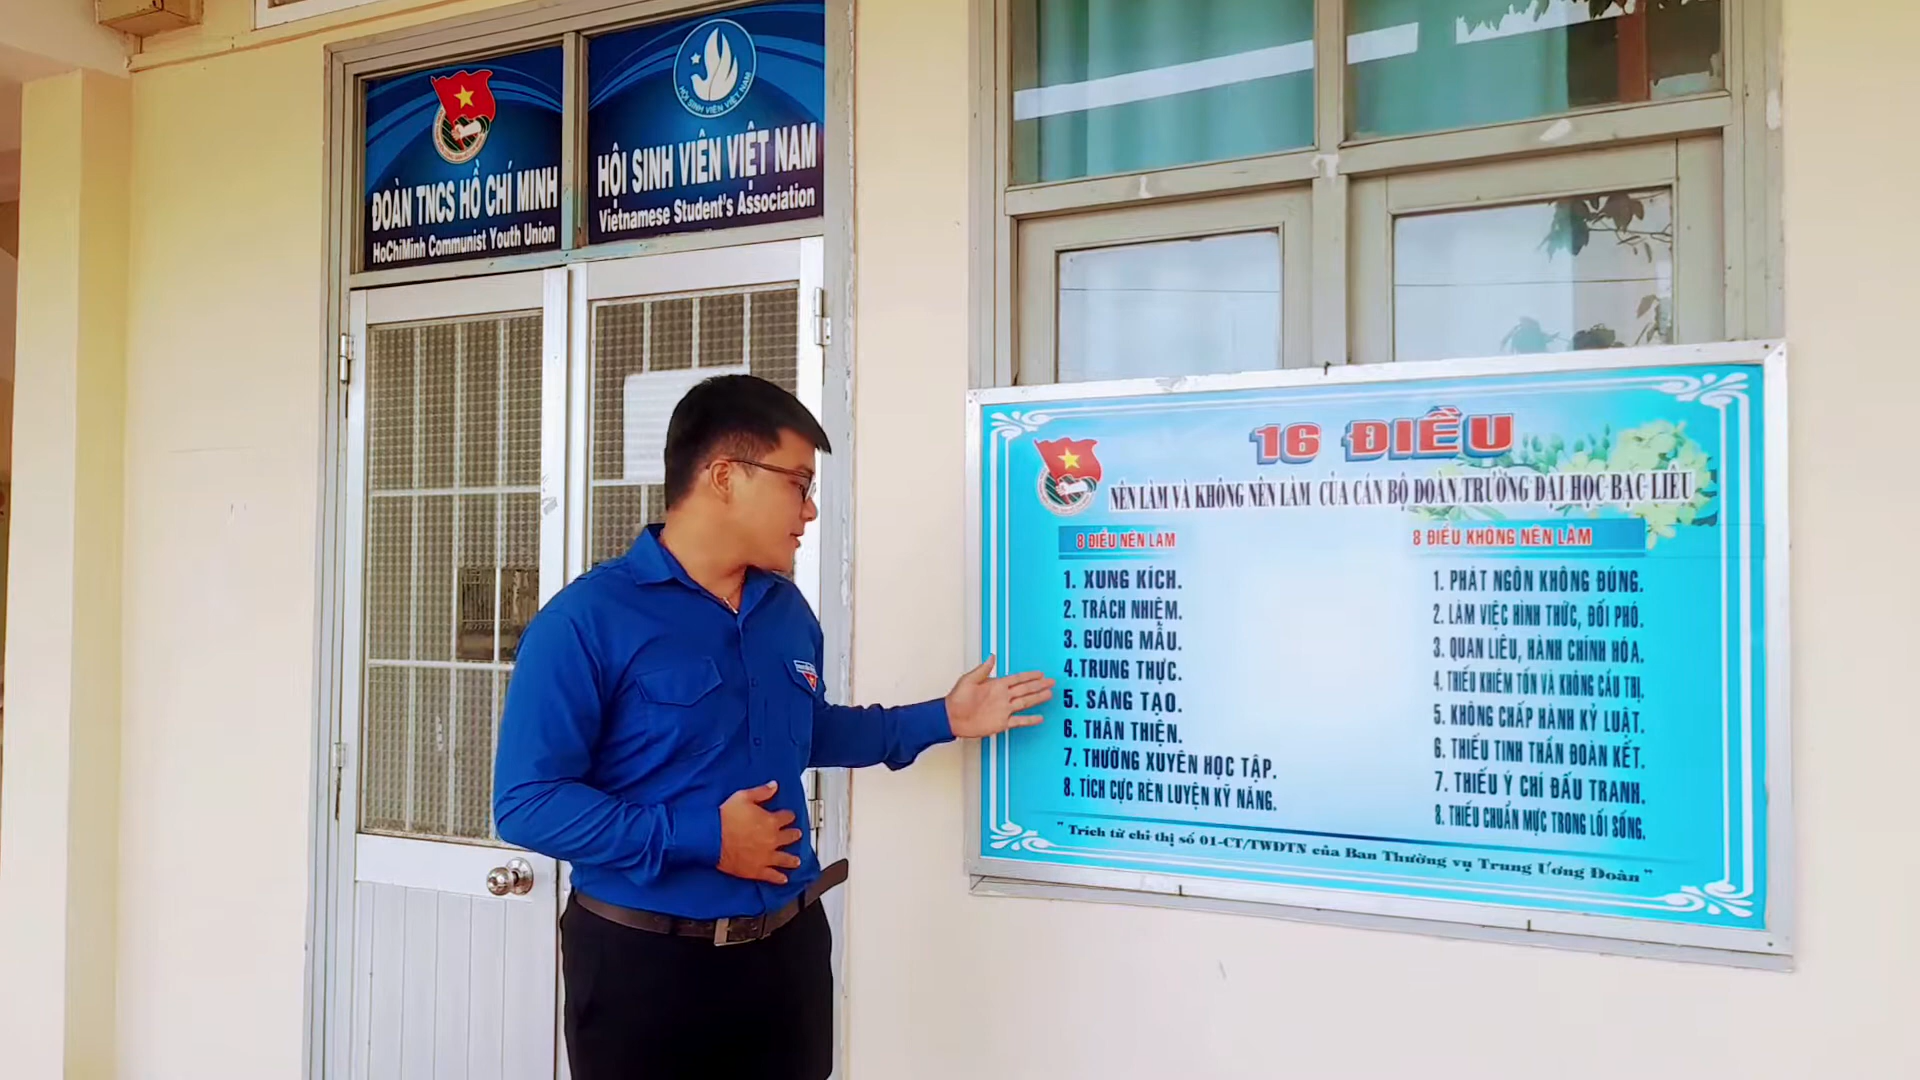 ĐOÀN TNCS HỒ CHÍ MINH
HoChiMinh Communist Youth Union
HỘI SINH VIÊN VIỆT NAM
HỘI SINH VIÊN VIỆT NAM
Vietnamese Student's Association
16 ĐIỀU
NÊN LÀM VÀ KHÔNG NÊN LÀM CỦA CÁN BỘ ĐOÀN TRƯỜNG ĐẠI HỌC BẠC LIÊU
8 ĐIỀU NÊN LÀM
1. XUNG KÍCH.
2. TRÁCH NHIỆM.
3. GƯƠNG MẪU.
4.TRUNG THỰC.
5. SÁNG TẠO.
6. THÂN THIỆN.
7. THƯỜNG XUYÊN HỌC TẬP.
8. TÍCH CỰC RÈN LUYỆN KỸ NĂNG.
8 ĐIỀU KHÔNG NÊN LÀM
1. PHÁT NGÔN KHÔNG ĐÚNG.
2. LÀM VIỆC HÌNH THỨC, ĐỐI PHÓ.
3. QUAN LIÊU, HÀNH CHÍNH HÓA.
4. THIẾU KHIÊM TỐN VÀ KHÔNG CẦU THỊ.
5. KHÔNG CHẤP HÀNH KỶ LUẬT.
6. THIẾU TINH THẦN ĐOÀN KẾT.
7. THIẾU Ý CHÍ ĐẤU TRANH.
8. THIẾU CHUẨN MỰC TRONG LỐI SỐNG.
" Trích từ chỉ thị số 01-CT/TWĐTN của Ban Thường vụ Trung Ương Đoàn "